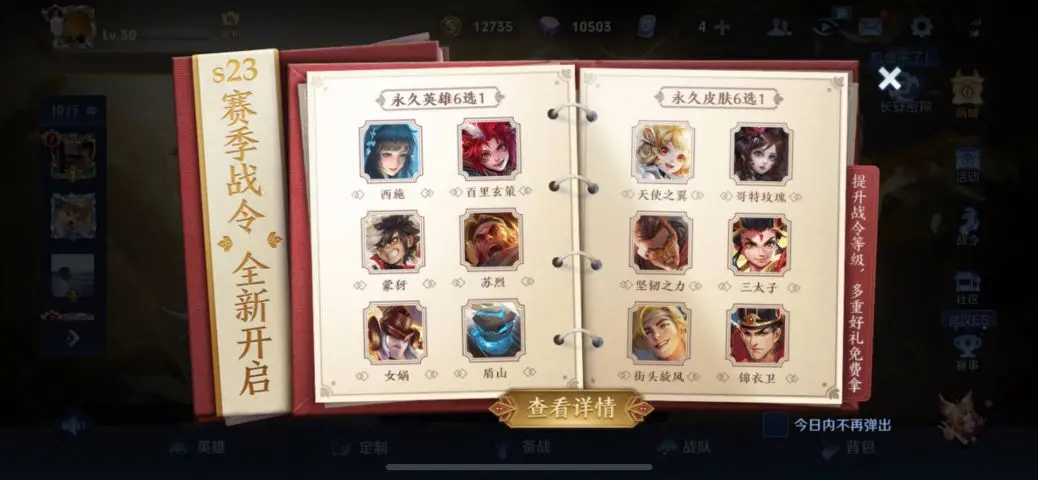 Lv.30
12735
10503
4
s23赛季战令 全新开启
永久英雄6选1
西施
百里玄策
蒙犽
苏烈
女娲
盾山
永久皮肤6选1
天使之翼
哥特玫瑰
坚韧之力
三太子
街头旋风
锦衣卫
提升战令等级，多重好礼免费拿
查看详情
今日内不再弹出
排行
商城
活动
战令
社区
赛事
英雄
定制
备战
战队
背包